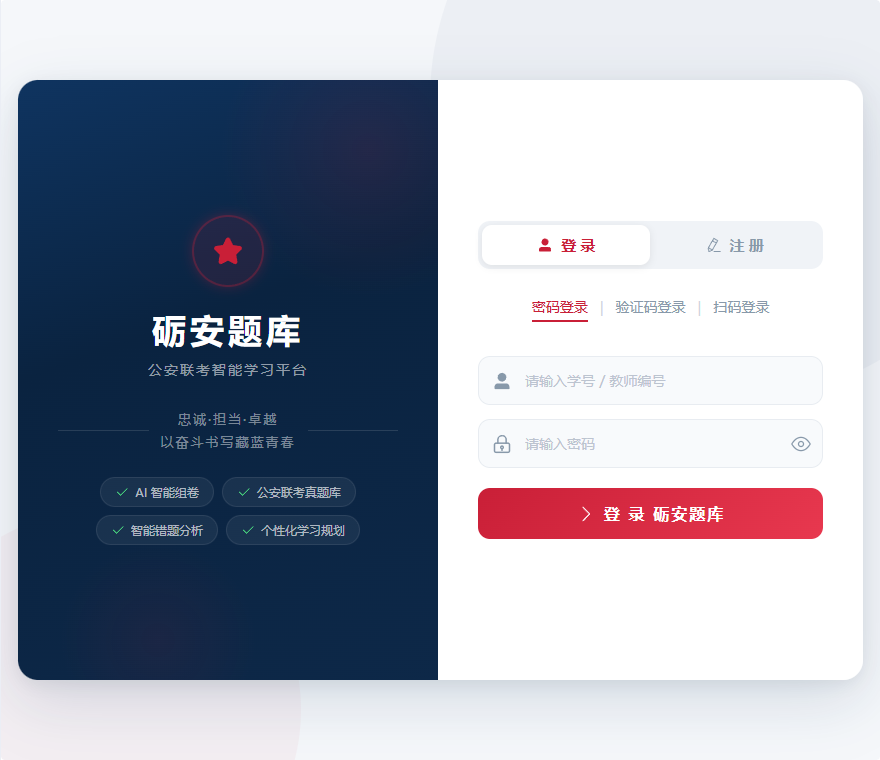 砺安题库
公安联考智能学习平台
忠诚·担当·卓越
以奋斗书写藏蓝青春
AI 智能组卷
公安联考真题库
智能错题分析
个性化学习规划
登 录
注 册
密码登录 | 验证码登录 | 扫码登录
请输入学号 / 教师编号
请输入密码
登 录 砺安题库